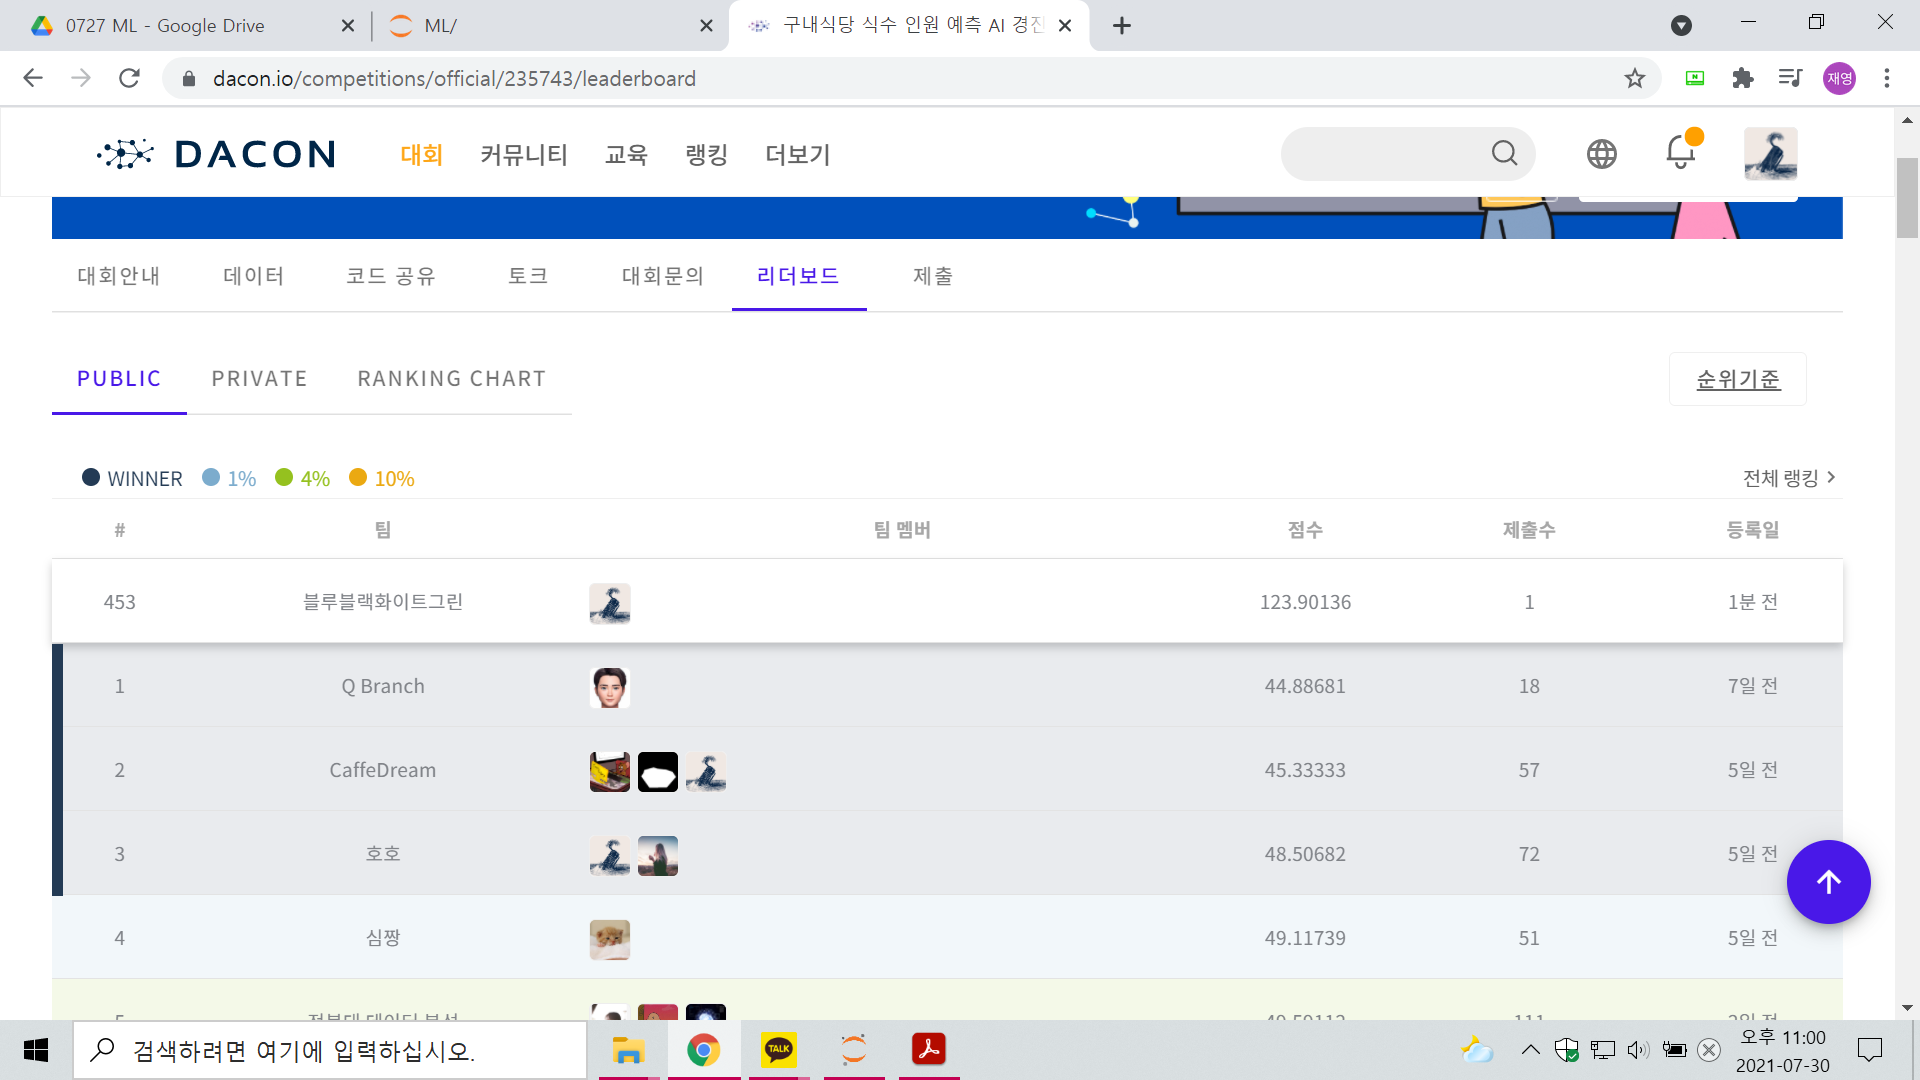 0727 ML - Google Drive
ML/
구내식당 식수 인원 예측 AI 경진
dacon.io/competitions/official/235743/leaderboard
재영
DACON 대회 커뮤니티 교육 랭킹 더보기
대회안내 데이터 코드 공유 토크 대회문의 리더보드 제출
PUBLIC PRIVATE RANKING CHART 순위기준
WINNER 1% 4% 10% 전체 랭킹 >
# 팀 팀 멤버 점수 제출수 등록일
453 블루블랙화이트그린 123.90136 1 1분 전
1 Q Branch 44.88681 18 7일 전
2 CaffeDream 45.33333 57 5일 전
3 호호 48.50682 72 5일 전
4 심짱 49.11739 51 5일 전
검색하려면 여기에 입력하십시오.
TALK
오후 11:00
2021-07-30